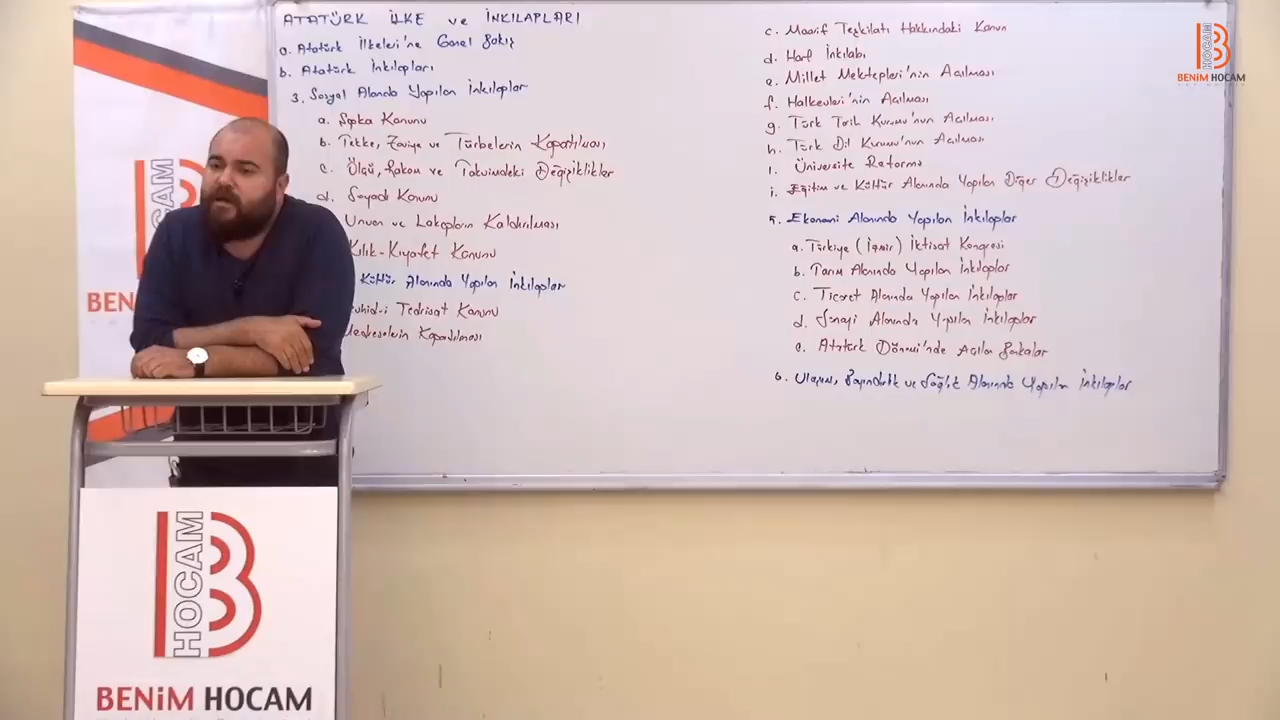 ATATÜRK İLKE ve İNKILAPLARI
a. Atatürk İlkeleri'ne Genel Bakış
b. Atatürk İnkılapları
3. Sosyal Alanda Yapılan İnkılaplar
a. Şapka Kanunu
b. Tekke, Zaviye ve Türbelerin Kapatılması
c. Ölçü, Rakam ve Takvimdeki Değişiklikler
d. Soyadı Kanunu
Unvan ve Lakapların Kaldırılması
Kılık-Kıyafet Kanunu
Kültür Alanında Yapılan İnkılaplar
Tedrisat Kanunu
Medreselerin Kapatılması
c. Maarif Teşkilatı Hakkındaki Kanun
d. Harf İnkılabı
e. Millet Mektepleri'nin Açılması
f. Halkevleri'nin Açılması
g. Türk Tarih Kurumu'nun Açılması
h. Türk Dil Kurumu'nun Açılması
ı. Üniversite Reformu
i. Eğitim ve Kültür Alanında Yapılan Diğer Değişiklikler
5. Ekonomi Alanında Yapılan İnkılaplar
a. Türkiye (İzmir) İktisat Kongresi
b. Tarım Alanında Yapılan İnkılaplar
c. Ticaret Alanında Yapılan İnkılaplar
d. Sanayi Alanında Yapılan İnkılaplar
e. Atatürk Dönemi'nde Açılan Bankalar
6. Ulaşım, Bayındırlık ve Sağlık Alanında Yapılan İnkılaplar
HOCAM
BENİM HOCAM
HOCAM
BEN
HOCAM
BENİM HOCAM